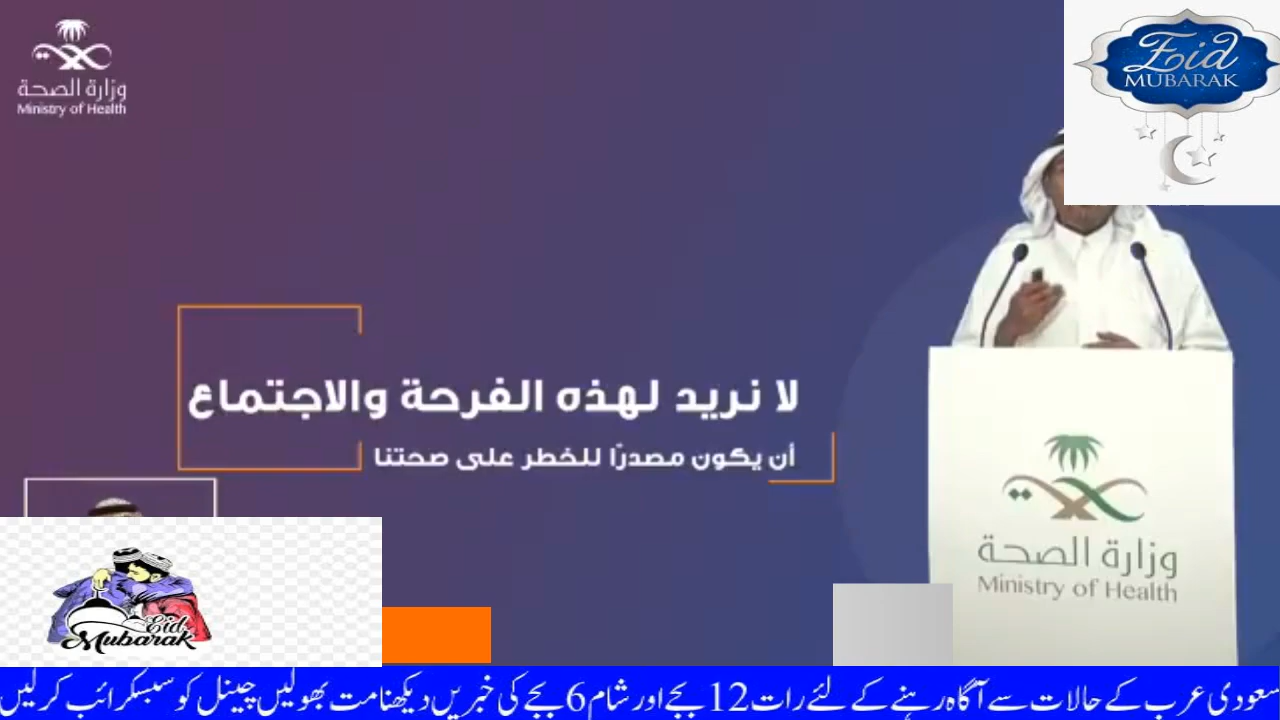 وزارة الصحة
Ministry of Health
Eid
MUBARAK
لا نريد لهذه الفرحة والاجتماع
أن يكون مصدرًا للخطر على صحتنا
وزارة الصحة
Ministry of Health
Eid
Mubarak
سعودی عرب کے حالات سے آگاہ رہنے کے لئے رات 12 بجے اور شام 6 بجے کی خبریں دیکھنا مت بھولیں چینل کو سبسکرائب کرلیں